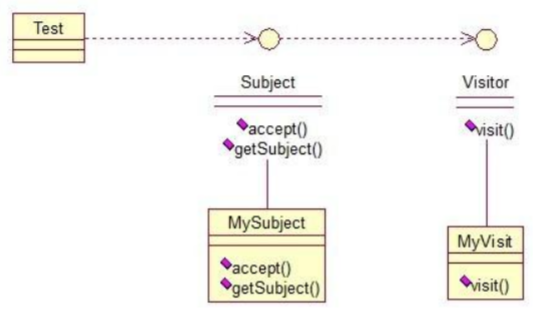 Test
Subject
Visitor
accept()
getSubject()
visit()
MySubject
accept()
getSubject()
MyVisit
visit()